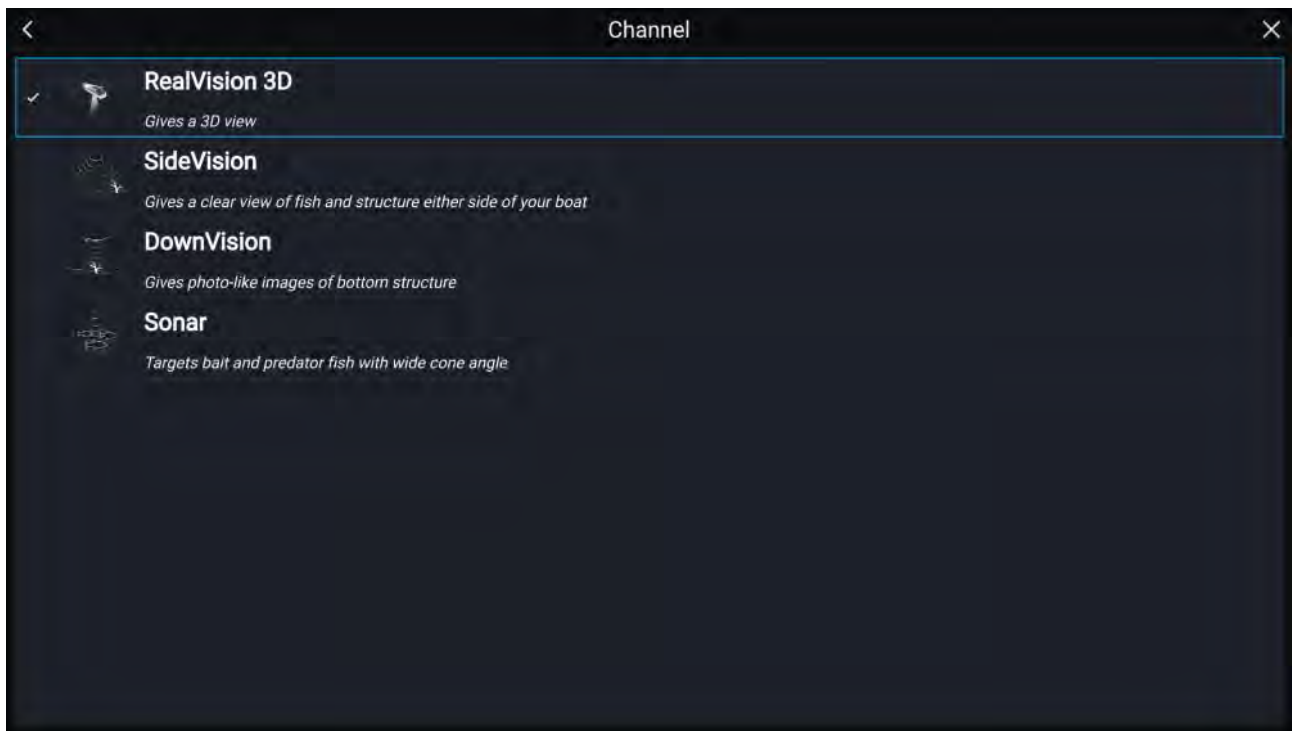 Channel
RealVision 3D
Gives a 3D view
SideVision
Gives a clear view of fish and structure either side of your boat
DownVision
Gives photo-like images of bottom structure
Sonar
Targets bait and predator fish with wide cone angle